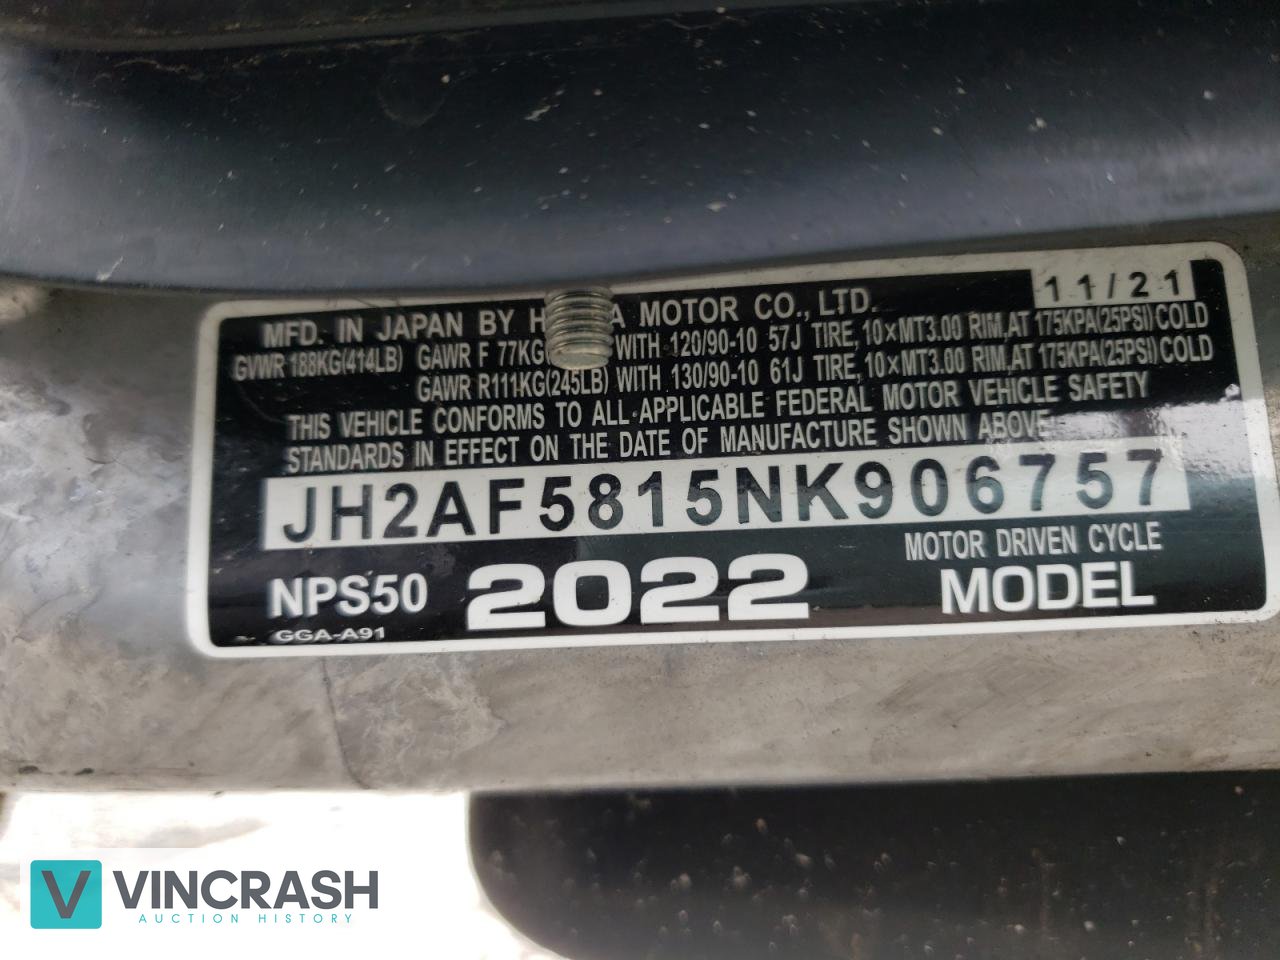 11/21
MFD. IN JAPAN BY MOTOR CO., LTD.
GVWR 188KG(414LB) GAWR F 77KG( WITH 120/90-10 57J TIRE, 10×MT3.00 RIM, AT 175KPA(25PSI) COLD
GAWR R111KG(245LB) WITH 130/90-10 61J TIRE, 10×MT3.00 RIM, AT 175KPA(25PSI) COLD
THIS VEHICLE CONFORMS TO ALL APPLICABLE FEDERAL MOTOR VEHICLE SAFETY
STANDARDS IN EFFECT ON THE DATE OF MANUFACTURE SHOWN ABOVE
JH2AF5815NK906757
MOTOR DRIVEN CYCLE
NPS50 2022 MODEL
GGA-A91
V VINCRASH
AUCTION HISTORY